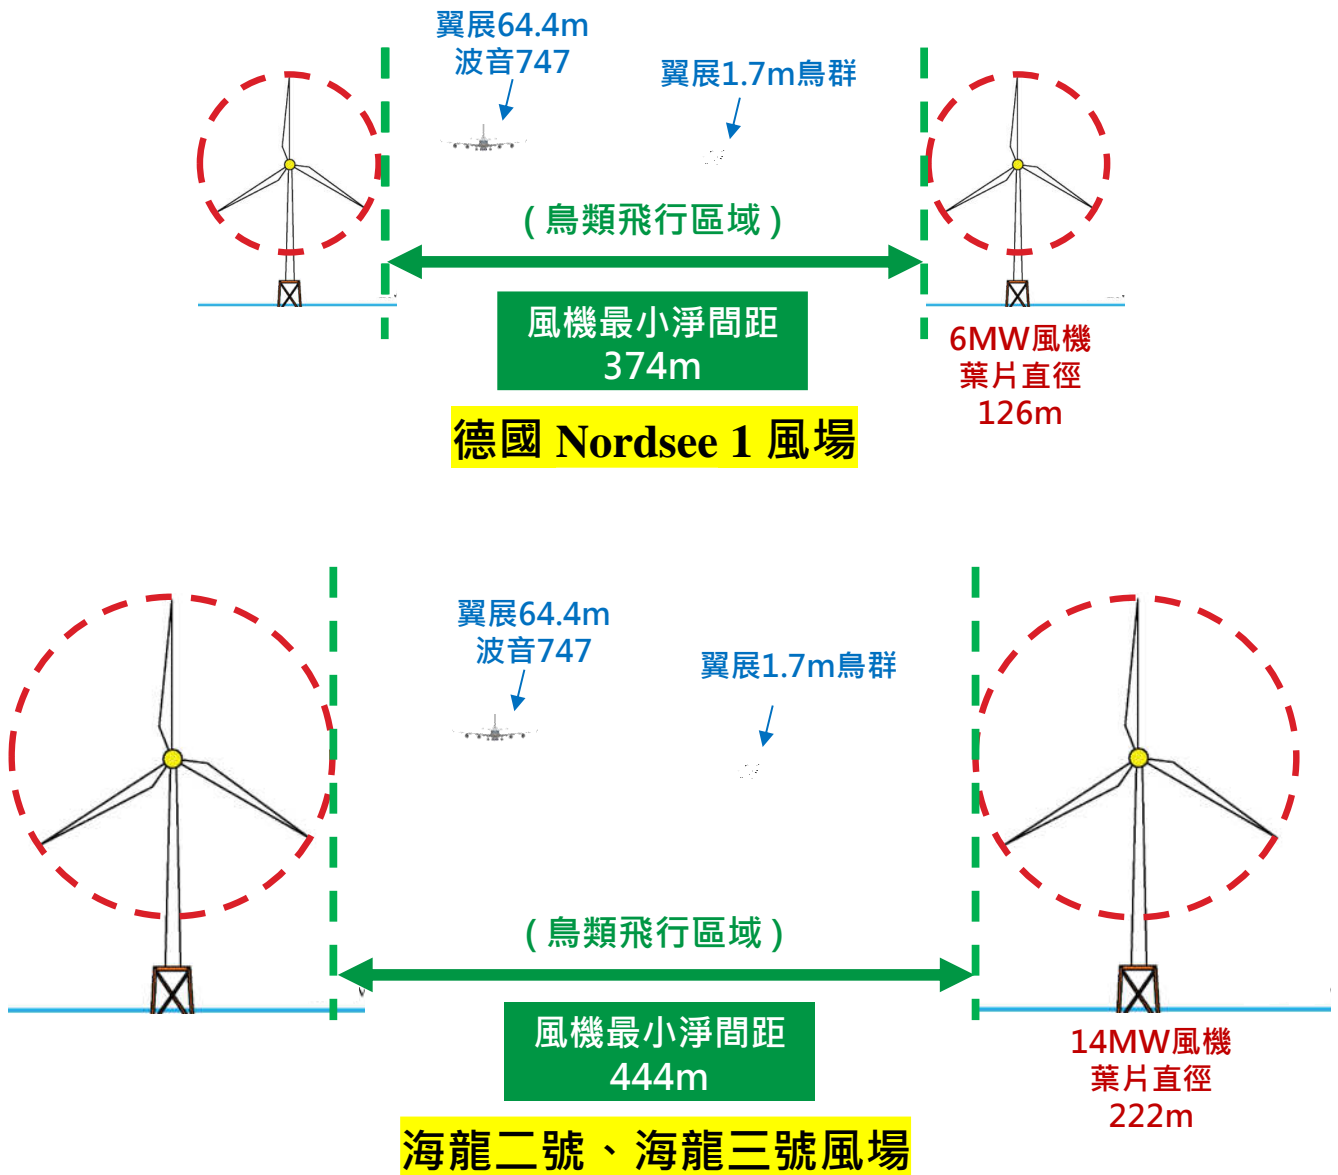 翼展64.4m
波音747
翼展1.7m鳥群
(鳥類飛行區域)
風機最小淨間距
374m
6MW風機
葉片直徑
126m
德國 Nordsee 1 風場
翼展64.4m
波音747
翼展1.7m鳥群
(鳥類飛行區域)
風機最小淨間距
444m
14MW風機
葉片直徑
222m
海龍二號、海龍三號風場